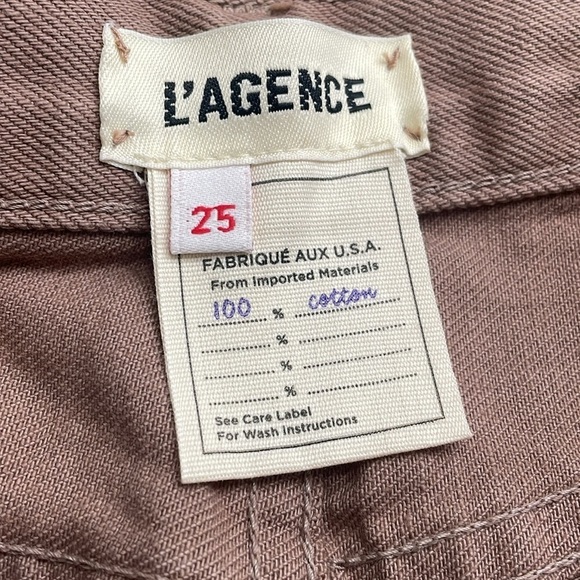 L'AGENCE
25
FABRIQUÉ AUX U.S.A.
From Imported Materials
100 % cotton
%
%
%
See Care Label
For Wash Instructions